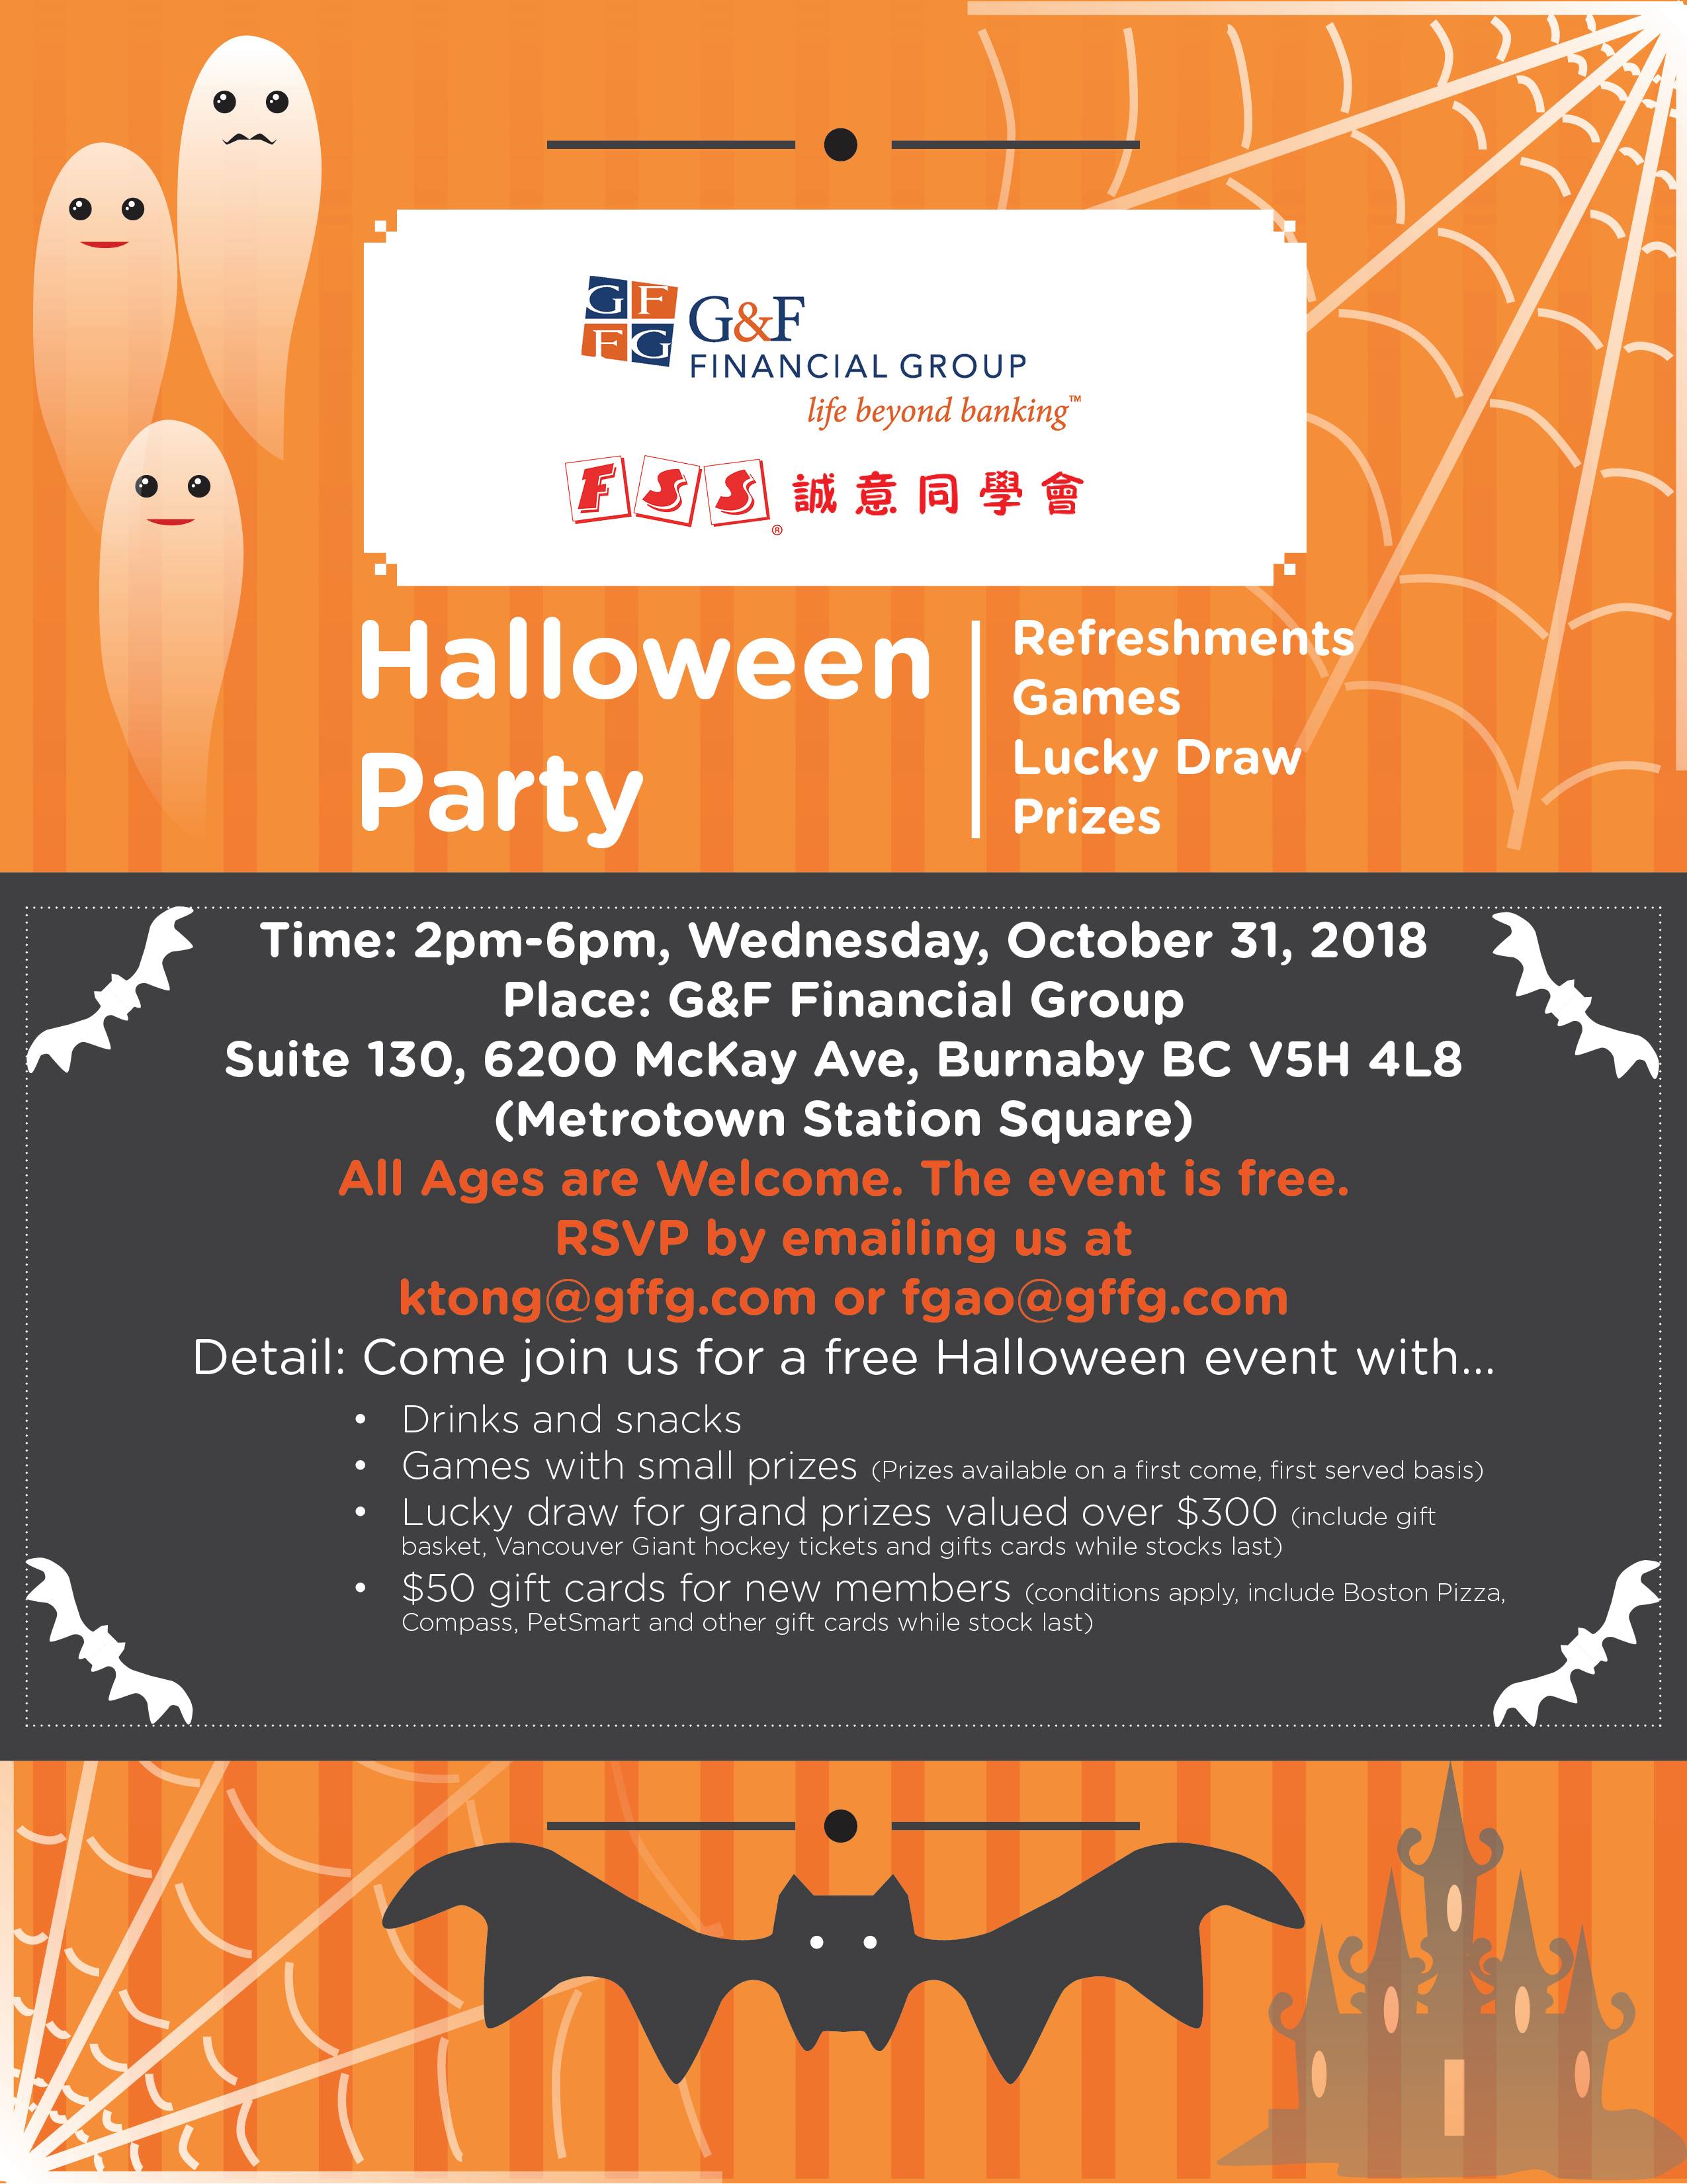 GF
FG
G&F
FINANCIAL GROUP
life beyond banking™
FSS® 誠意同學會
Halloween
Party
Refreshments
Games
Lucky Draw
Prizes
Time: 2pm-6pm, Wednesday, October 31, 2018
Place: G&F Financial Group
Suite 130, 6200 McKay Ave, Burnaby BC V5H 4L8
(Metrotown Station Square)
All Ages are Welcome. The event is free.
RSVP by emailing us at
ktong@gffg.com or fgao@gffg.com
Detail: Come join us for a free Halloween event with...
• Drinks and snacks
• Games with small prizes (Prizes available on a first come, first served basis)
• Lucky draw for grand prizes valued over $300 (include gift
basket, Vancouver Giant hockey tickets and gifts cards while stocks last)
• $50 gift cards for new members (conditions apply, include Boston Pizza,
Compass, PetSmart and other gift cards while stock last)